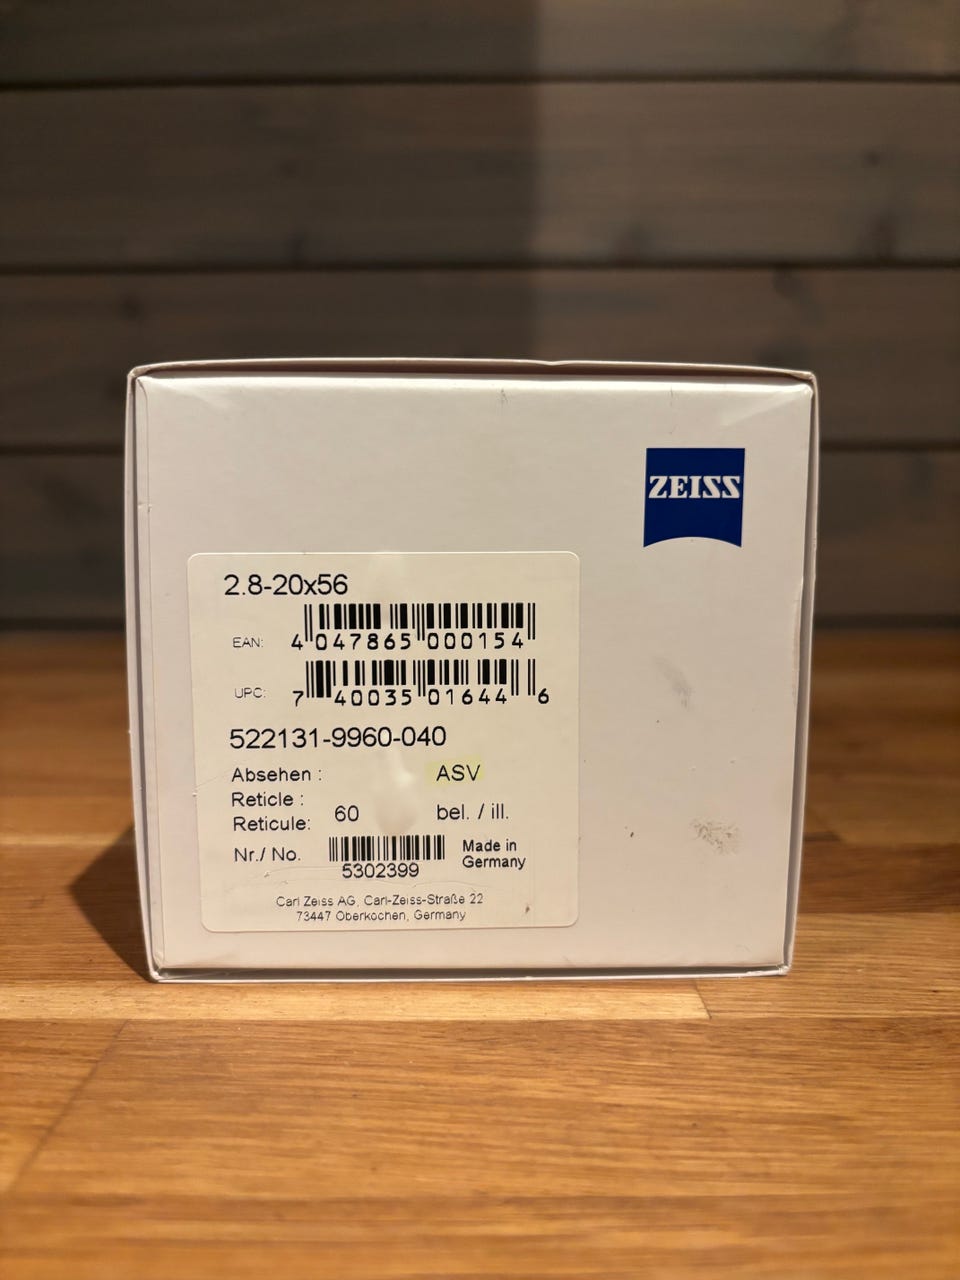 ZEISS
2.8-20x56
EAN: 4 047865 000154
UPC: 7 40035 01644 6
522131-9960-040
Absehen : ASV
Reticle :
Reticule: 60 bel. / ill.
Nr./ No. 5302399 Made in
Germany
Carl Zeiss AG, Carl-Zeiss-Straße 22
73447 Oberkochen, Germany